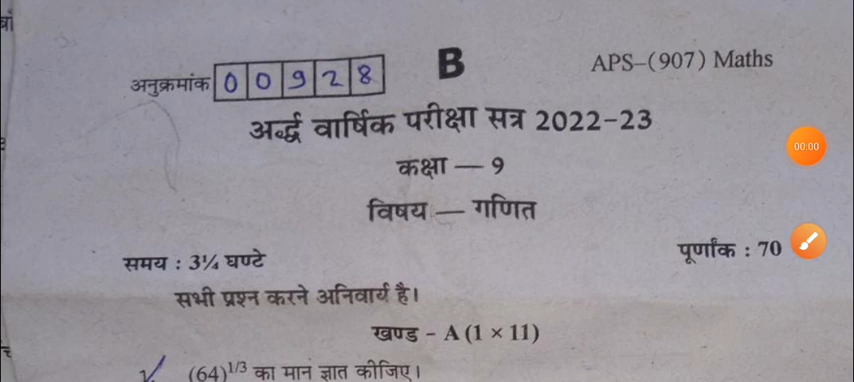 अनुक्रमांक 00928 B APS–(907) Maths
अर्द्ध वार्षिक परीक्षा सत्र 2022-23
कक्षा — 9
विषय — गणित
00:00
समय : 3¼ घण्टे पूर्णांक : 70
सभी प्रश्न करने अनिवार्य है।
खण्ड - A (1 × 11)
(64)^1/3 का मान ज्ञात कीजिए।